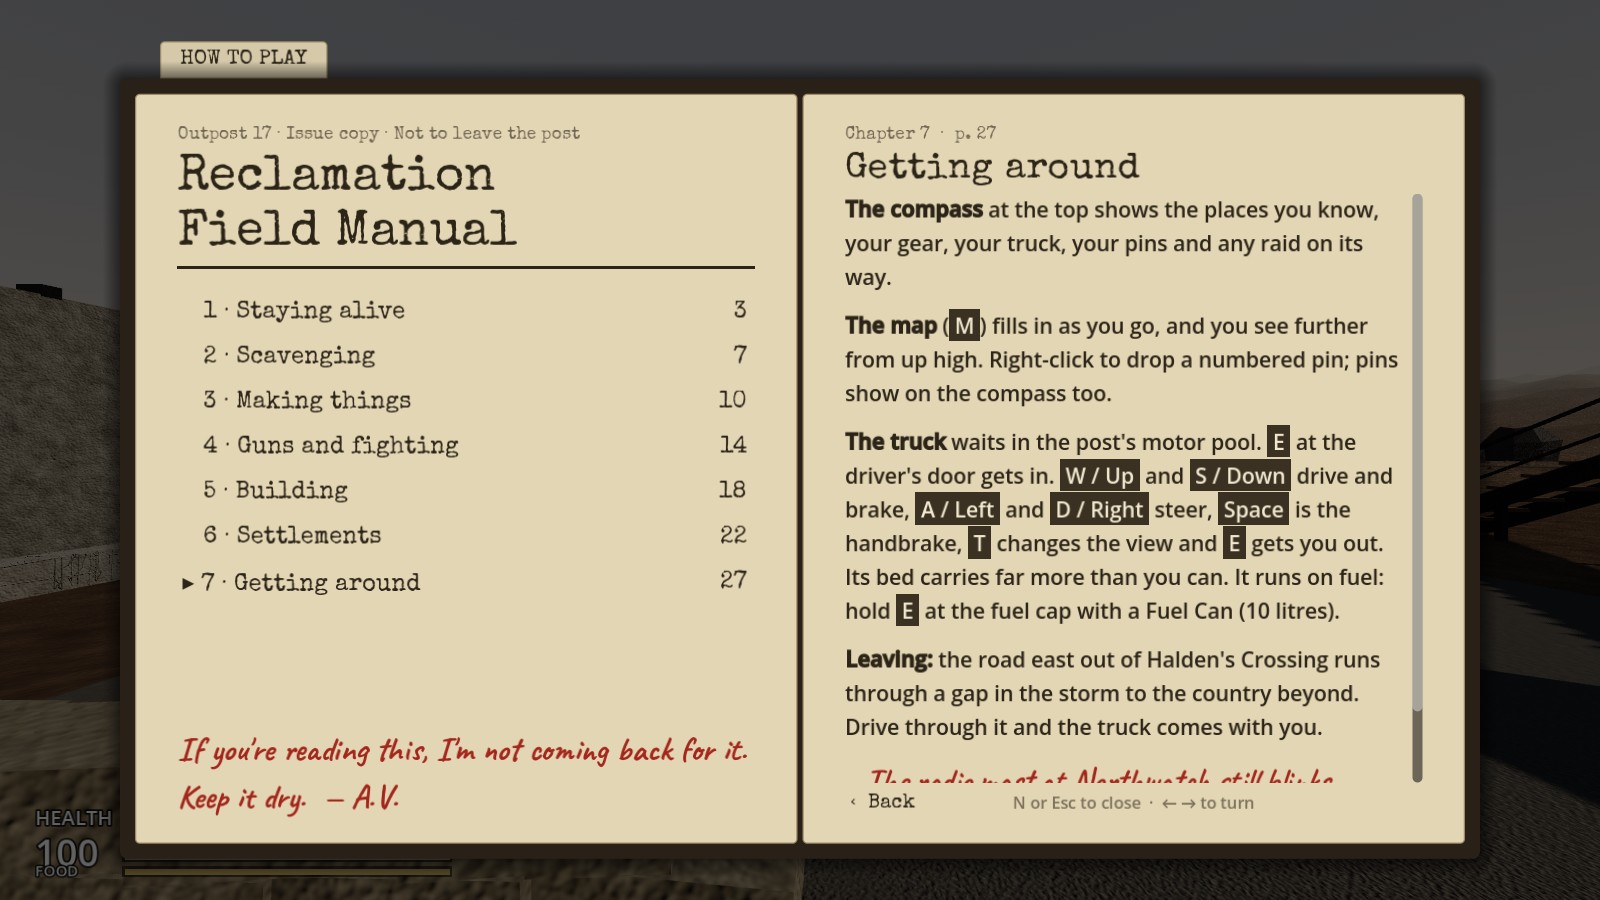 HOW TO PLAY
Outpost 17 · Issue copy · Not to leave the post
Reclamation
Field Manual
1 · Staying alive 3
2 · Scavenging 7
3 · Making things 10
4 · Guns and fighting 14
5 · Building 18
6 · Settlements 22
▸ 7 · Getting around 27
If you're reading this, I'm not coming back for it.
Keep it dry. – A.V.
Chapter 7 · p. 27
Getting around
The compass at the top shows the places you know,
your gear, your truck, your pins and any raid on its
way.
The map (M) fills in as you go, and you see further
from up high. Right-click to drop a numbered pin; pins
show on the compass too.
The truck waits in the post's motor pool. E at the
driver's door gets in. W / Up and S / Down drive and
brake, A / Left and D / Right steer, Space is the
handbrake, T changes the view and E gets you out.
Its bed carries far more than you can. It runs on fuel:
hold E at the fuel cap with a Fuel Can (10 litres).
Leaving: the road east out of Halden's Crossing runs
through a gap in the storm to the country beyond.
Drive through it and the truck comes with you.
The radio mast at Northwatch still blinks
‹ Back
N or Esc to close · ← → to turn
HEALTH
100
FOOD